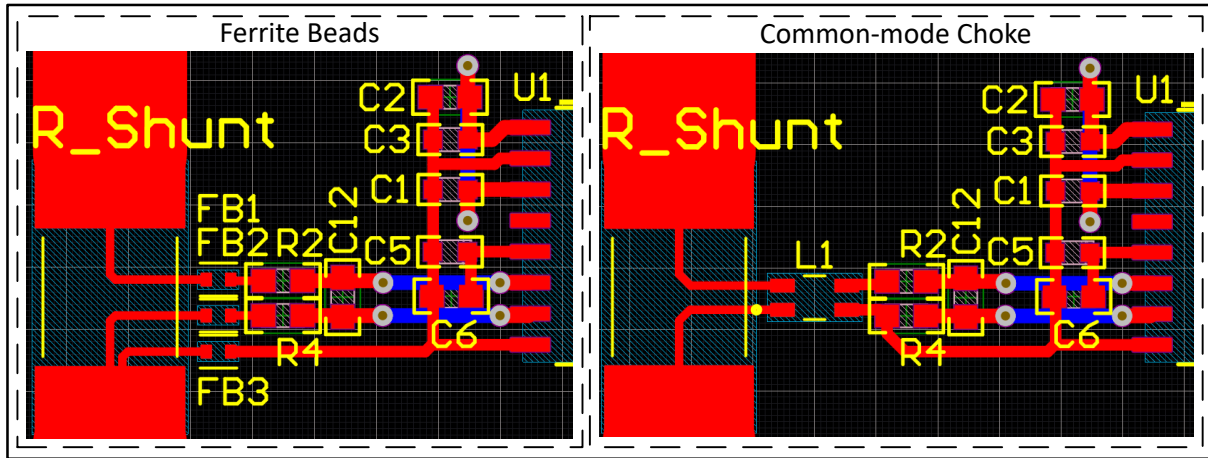 Ferrite Beads
R_Shunt
C2
U1
C3
C1
FB1
FB2
R2
C12
C5
R4
C6
FB3
Common-mode Choke
R_Shunt
C2
U1
C3
C1
L1
R2
C12
C5
R4
C6